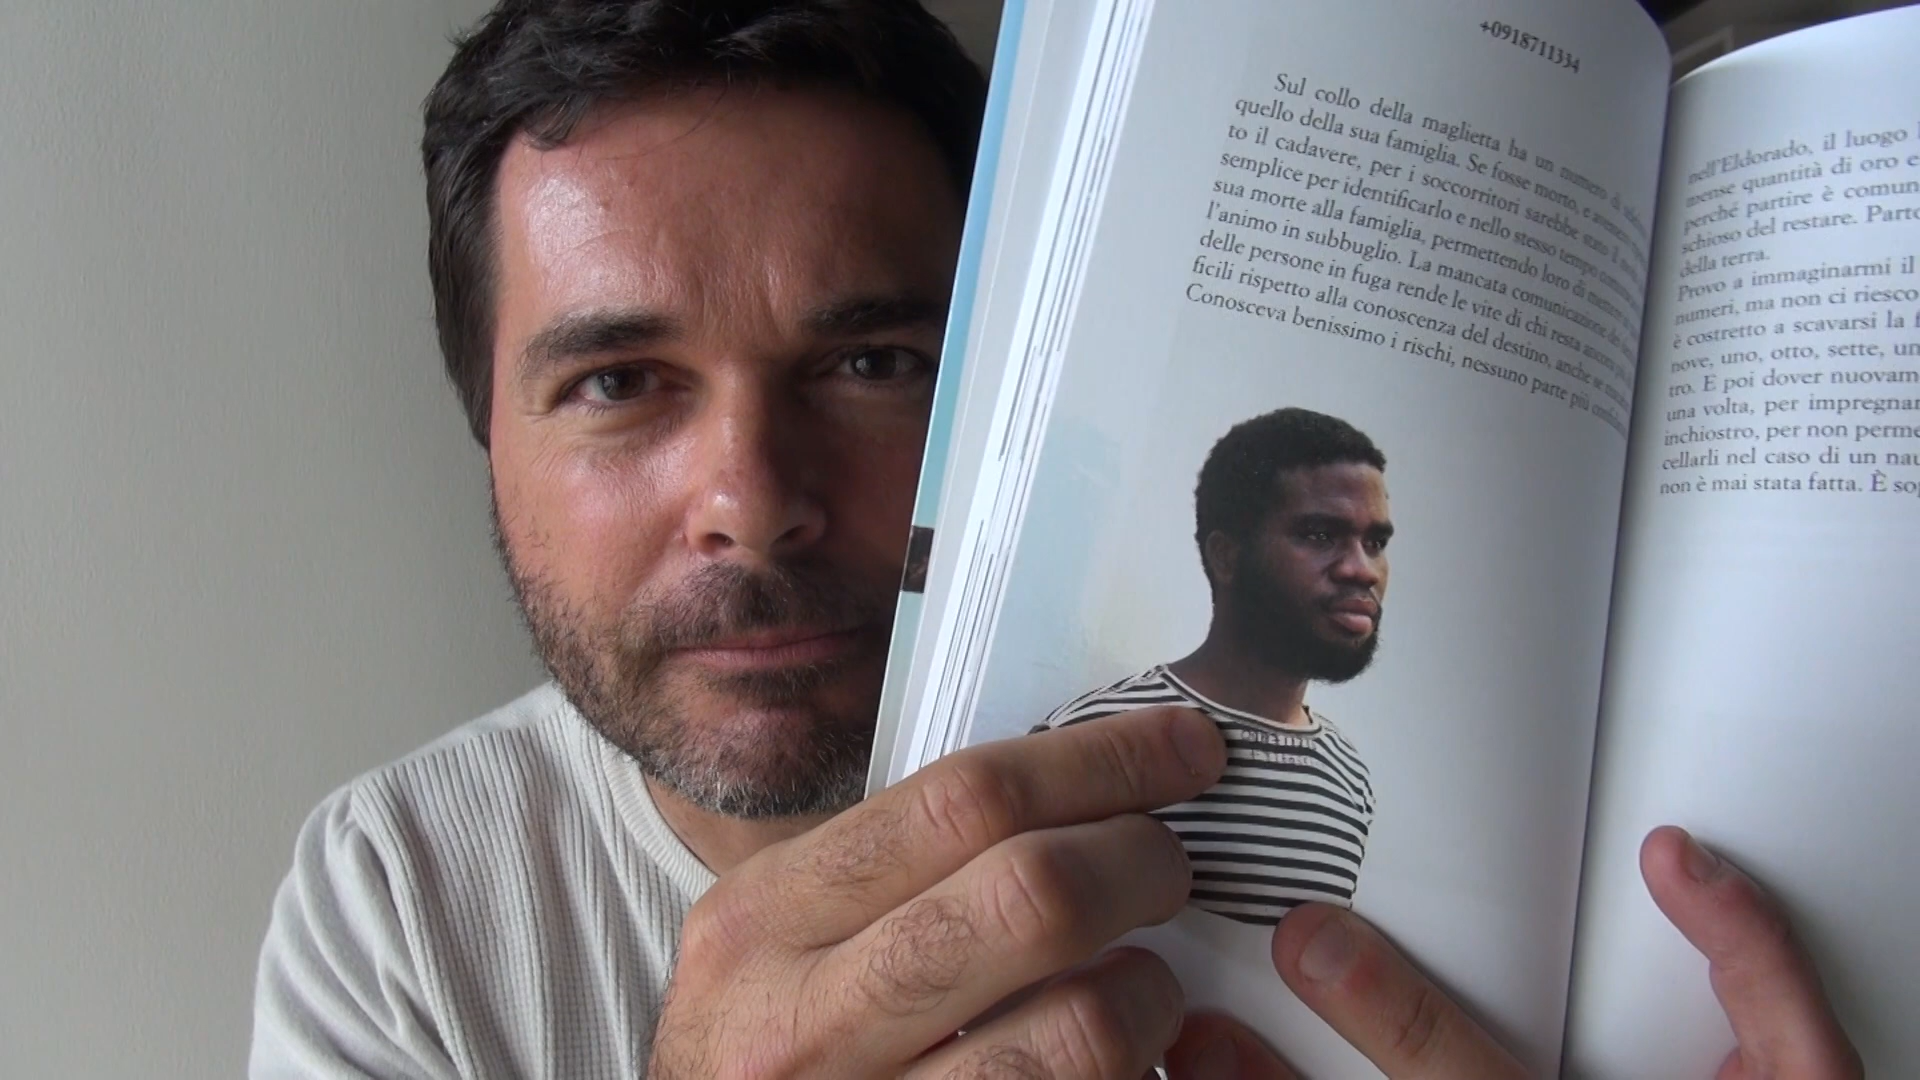 +0918711334
Sul collo della maglietta ha un numero di
quello della sua famiglia. Se fosse morto, e avessero
to il cadavere, per i soccorritori sarebbe stato il
semplice per identificarlo e nello stesso tempo
sua morte alla famiglia, permettendo loro di mettere
l'animo in subbuglio. La mancata comunicazione
delle persone in fuga rende le vite di chi resta ancora più
ficili rispetto alla conoscenza del destino, anche se
Conosceva benissimo i rischi, nessuno parte più
nell'Eldorado, il luogo
mense quantità di oro e
perché partire è comun
schioso del restare. Parto
della terra.
Provo a immaginarmi il
numeri, ma non ci riesco
è costretto a scavarsi la f
nove, uno, otto, sette, un
tro. E poi dover nuovam
una volta, per impregnar
inchiostro, per non perme
cellarli nel caso di un nau
non è mai stata fatta. È sop